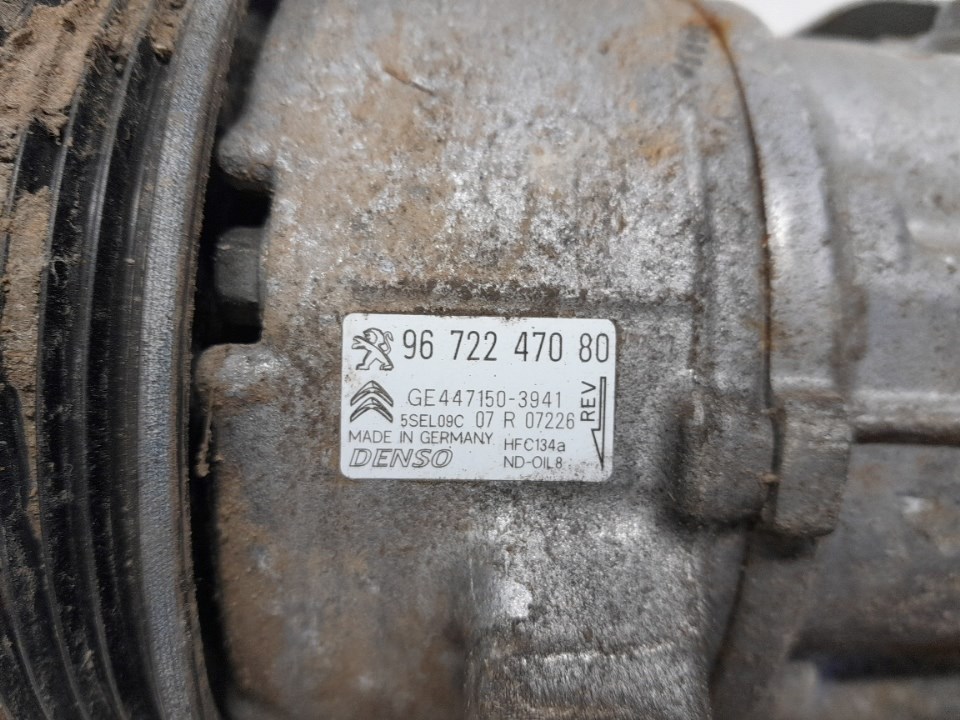 96 722 470 80
GE447150-3941
5SEL09C 07 R 07226
MADE IN GERMANY HFC134a
DENSO ND-OIL8
REV